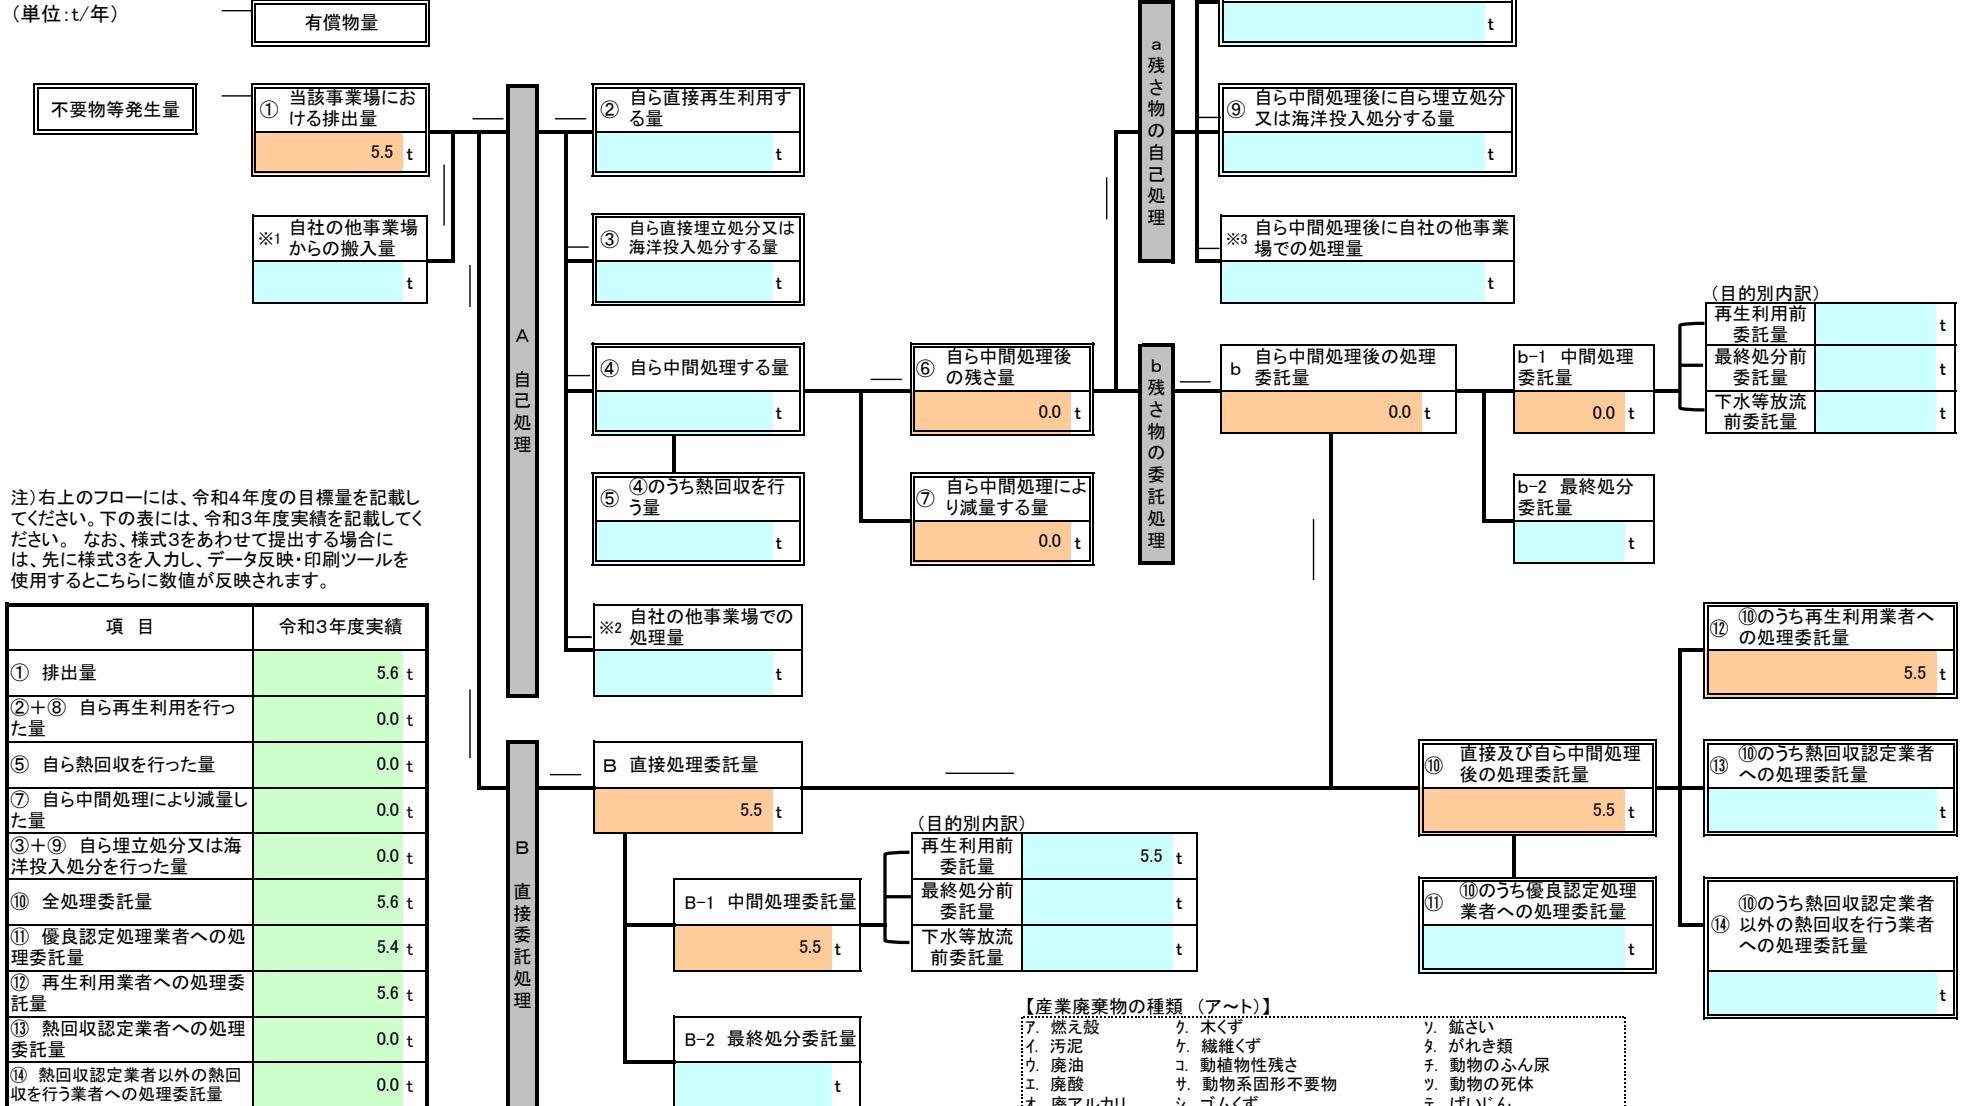 （単位:ｔ/年）
有償物量
不要物等発生量
①
当該事業場にお
ける排出量
5.5 t
※1
自社の他事業場
からの搬入量
t
A 自己処理
②
自ら直接再生利用す
る量
t
③
自ら直接埋立処分又は
海洋投入処分する量
t
④ 自ら中間処理する量
t
⑤
④のうち熱回収を行
う量
t
※2
自社の他事業場での
処理量
t
⑥
自ら中間処理後
の残さ量
0.0 t
⑦
自ら中間処理によ
り減量する量
0.0 t
a残さ物の自己処理
t
⑨
自ら中間処理後に自ら埋立処分
又は海洋投入処分する量
t
※3
自ら中間処理後に自社の他事業
場での処理量
t
b残さ物の委託処理
b
自ら中間処理後の処理
委託量
0.0 t
b-1 中間処理
委託量
0.0 t
（目的別内訳）
再生利用前
委託量
t
最終処分前
委託量
t
下水等放流
前委託量
t
b-2 最終処分
委託量
t
注）右上のフローには、令和４年度の目標量を記載し
てください。下の表には、令和３年度実績を記載してく
ださい。 なお、様式３をあわせて提出する場合に
は、先に様式３を入力し、データ反映・印刷ツールを
使用するとこちらに数値が反映されます。
項 目 令和３年度実績
① 排出量 5.6 t
②＋⑧ 自ら再生利用を行っ
た量
0.0 t
⑤ 自ら熱回収を行った量 0.0 t
⑦ 自ら中間処理により減量し
た量
0.0 t
③＋⑨ 自ら埋立処分又は海
洋投入処分を行った量
0.0 t
⑩ 全処理委託量 5.6 t
⑪ 優良認定処理業者への処
理委託量
5.4 t
⑫ 再生利用業者への処理委
託量
5.6 t
⑬ 熱回収認定業者への処理
委託量
0.0 t
⑭ 熱回収認定業者以外の熱回
収を行う業者への処理委託量
0.0 t
B 直接委託処理
B 直接処理委託量
5.5 t
B-1 中間処理委託量
5.5 t
（目的別内訳）
再生利用前
委託量
5.5 t
最終処分前
委託量
t
下水等放流
前委託量
t
B-2 最終処分委託量
t
⑩
直接及び自ら中間処理
後の処理委託量
5.5 t
⑪
⑩のうち優良認定処理
業者への処理委託量
t
⑫
⑩のうち再生利用業者へ
の処理委託量
5.5 t
⑬
⑩のうち熱回収認定業者
への処理委託量
t
⑭
⑩のうち熱回収認定業者
以外の熱回収を行う業者
への処理委託量
t
【産業廃棄物の種類 （ア～ト）】
ア. 燃え殻 ク. 木くず ソ. 鉱さい
イ. 汚泥 ケ. 繊維くず タ. がれき類
ウ. 廃油 コ. 動植物性残さ チ. 動物のふん尿
エ. 廃酸 サ. 動物系固形不要物 ツ. 動物の死体
オ. 廃アルカリ シ. ゴムくず テ. ばいじん